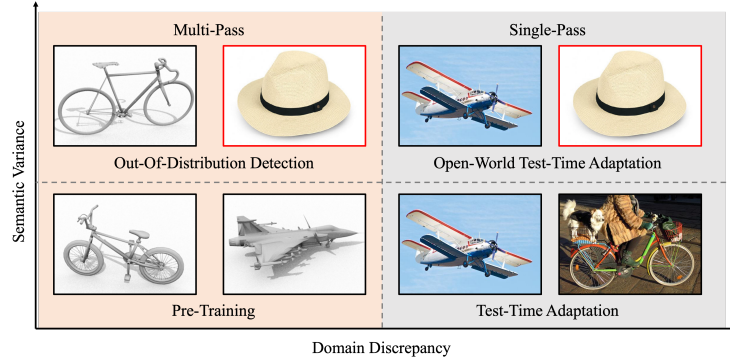 Multi-Pass
Single-Pass
Out-Of-Distribution Detection
Open-World Test-Time Adaptation
Pre-Training
Test-Time Adaptation
Semantic Variance
Domain Discrepancy